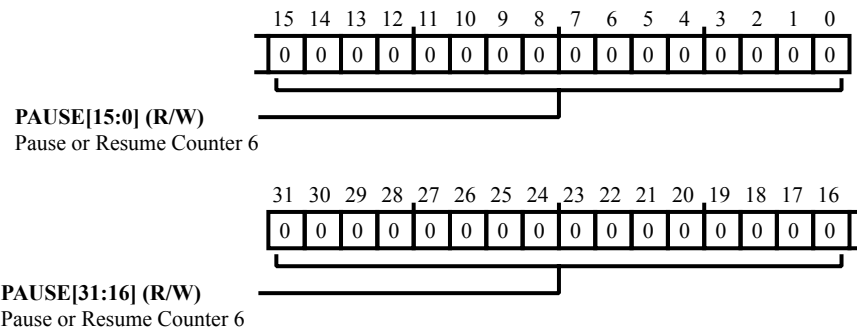 15 14 13 12 11 10 9 8 7 6 5 4 3 2 1 0
0 0 0 0 0 0 0 0 0 0 0 0 0 0 0 0
PAUSE[15:0] (R/W)
Pause or Resume Counter 6
31 30 29 28 27 26 25 24 23 22 21 20 19 18 17 16
0 0 0 0 0 0 0 0 0 0 0 0 0 0 0 0
PAUSE[31:16] (R/W)
Pause or Resume Counter 6